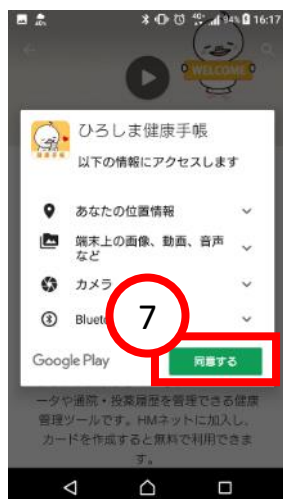 94% 16:17
WELCOME
ひろしま健康手帳
健康手帳
以下の情報にアクセスします
あなたの位置情報
端末上の画像、動画、音声
など
カメラ
7
Google Play
同意する
ータや通院・投薬履歴を管理できる健康
管理ツールです。HMネットに加入し、
カードを作成すると無料で利用できま
す。